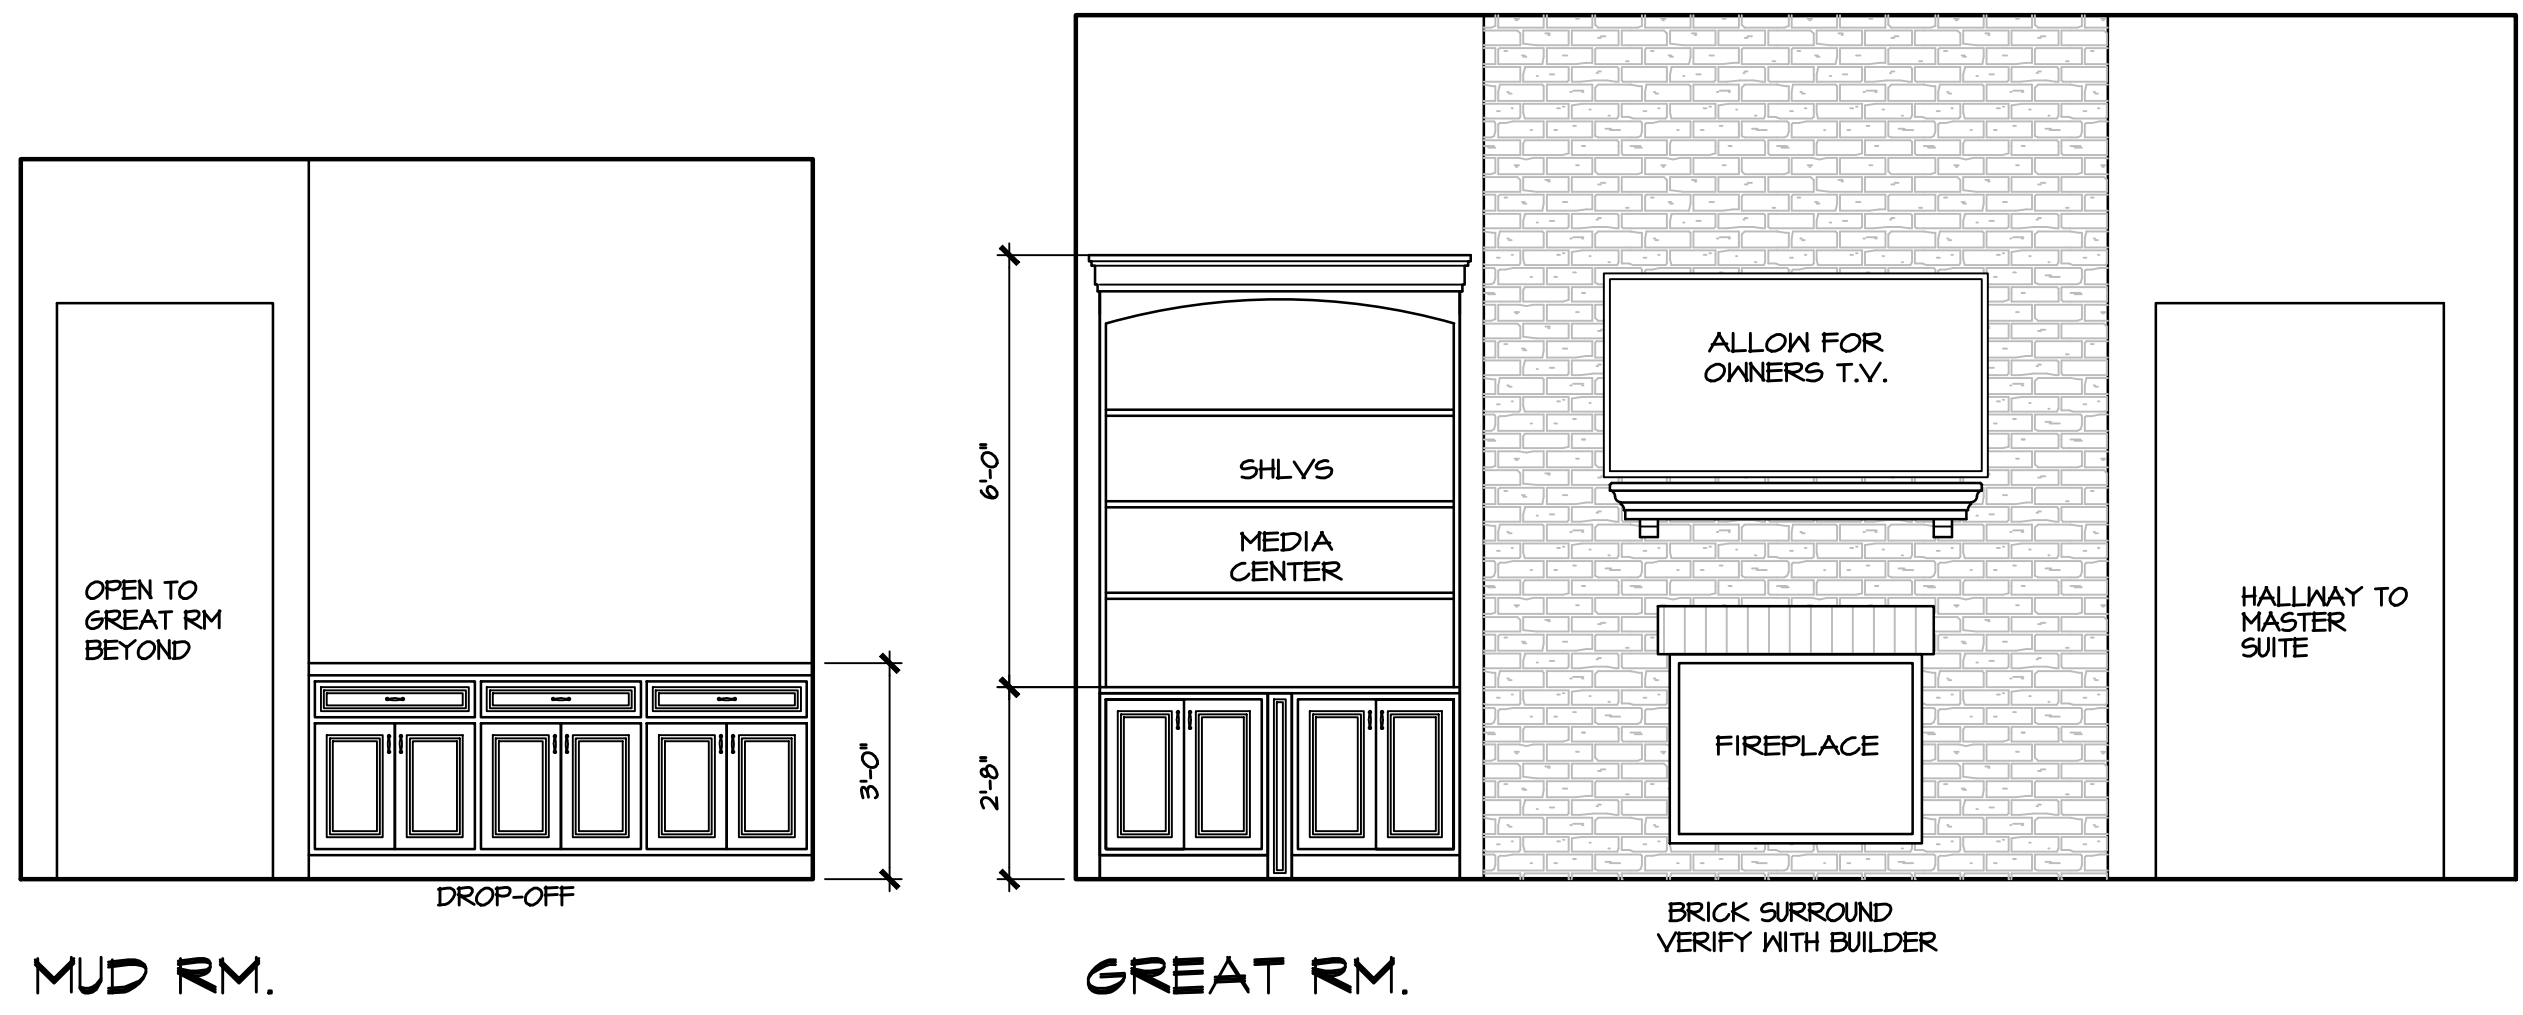 OPEN TO
GREAT RM
BEYOND
3'-0"
DROP-OFF
MUD RM.
6'-0"
2'-8"
SHLVS
MEDIA
CENTER
ALLOW FOR
OWNERS T.V.
FIREPLACE
HALLWAY TO
MASTER
SUITE
BRICK SURROUND
VERIFY WITH BUILDER
GREAT RM.